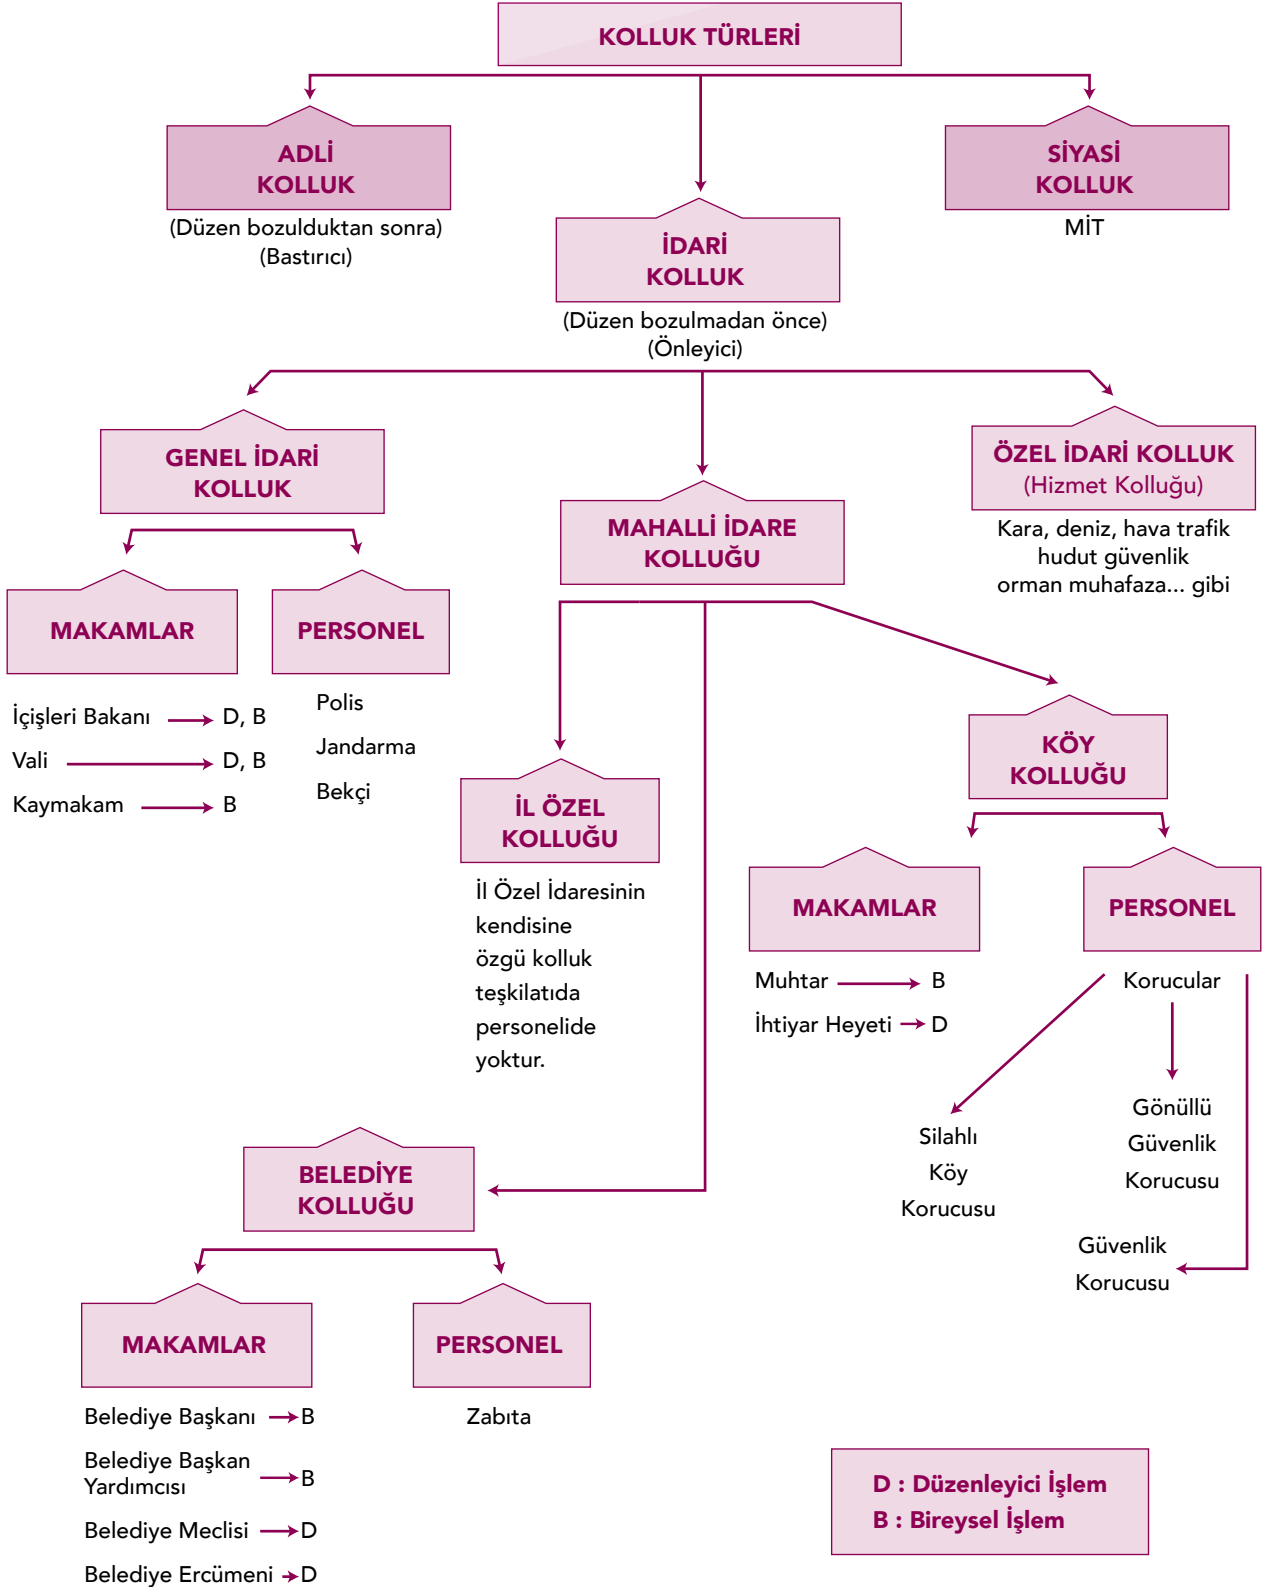 KOLLUK TÜRLERİ
ADLİ
KOLLUK
(Düzen bozulduktan sonra)
(Bastırıcı)
İDARİ
KOLLUK
(Düzen bozulmadan önce)
(Önleyici)
SİYASİ
KOLLUK
MİT
GENEL İDARİ
KOLLUK
MAKAMLAR
İçişleri Bakanı D, B
Vali D, B
Kaymakam B
PERSONEL
Polis
Jandarma
Bekçi
MAHALLİ İDARE
KOLLUĞU
ÖZEL İDARİ KOLLUK
(Hizmet Kolluğu)
Kara, deniz, hava trafik
hudut güvenlik
orman muhafaza... gibi
İL ÖZEL
KOLLUĞU
İl Özel İdaresinin
kendisine
özgü kolluk
teşkilatıda
personelide
yoktur.
KÖY
KOLLUĞU
MAKAMLAR
Muhtar B
İhtiyar Heyeti D
PERSONEL
Korucular
Silahlı
Köy
Korucusu
Gönüllü
Güvenlik
Korucusu
Güvenlik
Korucusu
BELEDİYE
KOLLUĞU
MAKAMLAR
Belediye Başkanı B
Belediye Başkan
Yardımcısı B
Belediye Meclisi D
Belediye Ercümeni D
PERSONEL
Zabıta
D : Düzenleyici İşlem
B : Bireysel İşlem